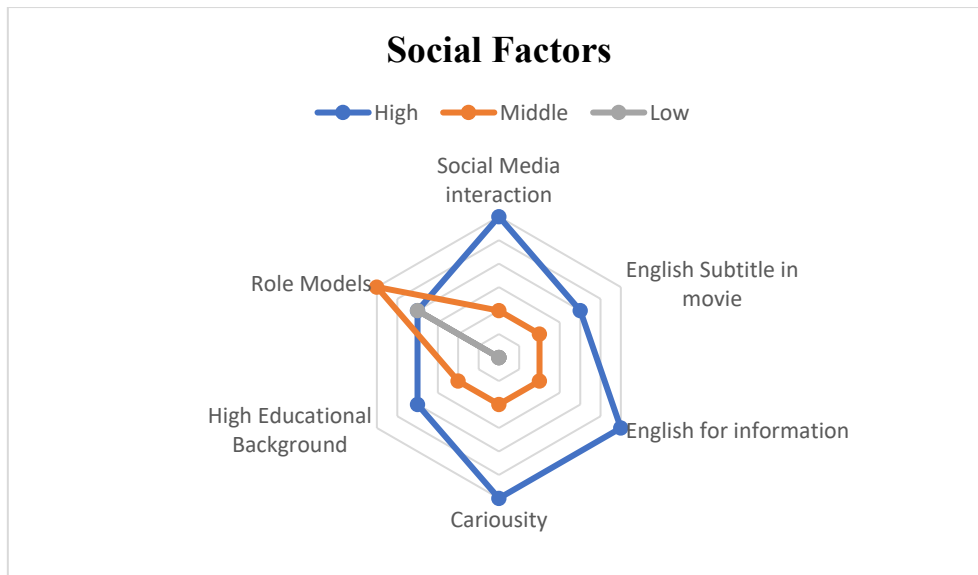 Social Factors
High Middle Low
Social Media
interaction
English Subtitle in
movie
Role Models
High Educational
Background
English for information
Cariousity